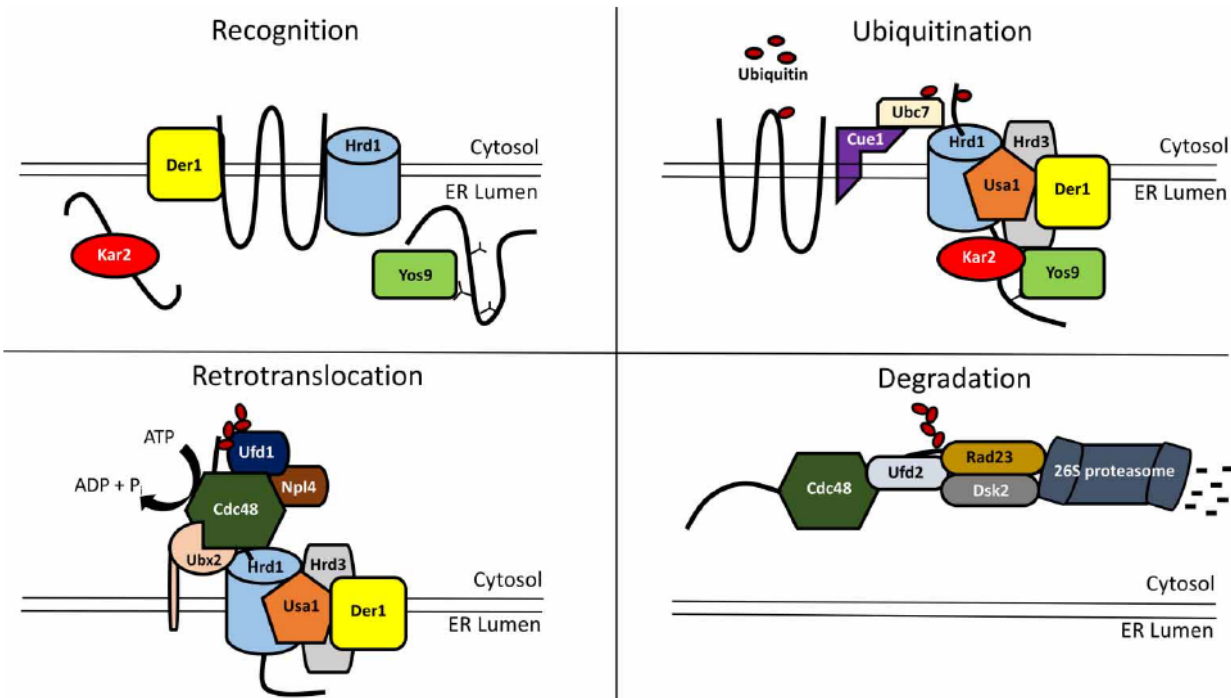 Recognition
Der1
Hrd1
Cytosol
ER Lumen
Kar2
Yos9
Ubiquitination
Ubiquitin
Ubc7
Cue1
Hrd1
Hrd3
Cytosol
Usa1
Der1
ER Lumen
Kar2
Yos9
Retrotranslocation
ATP
Ufd1
ADP + Pi
Npl4
Cdc48
Ubx2
Hrd1
Hrd3
Cytosol
Usa1
Der1
ER Lumen
Degradation
Cdc48
Ufd2
Rad23
Dsk2
26S proteasome
Cytosol
ER Lumen